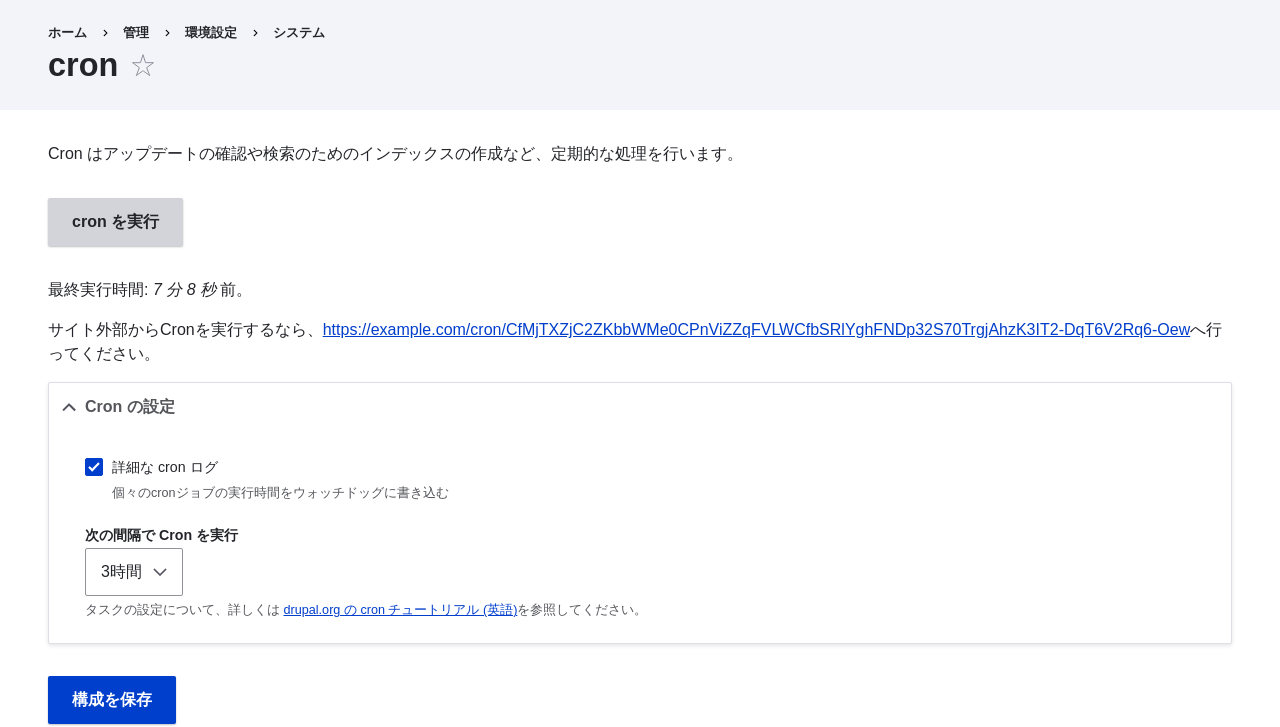 ホーム > 管理 > 環境設定 > システム
cron
Cron はアップデートの確認や検索のためのインデックスの作成など、定期的な処理を行います。
cron を実行
最終実行時間: 7 分 8 秒 前。
サイト外部からCronを実行するなら、https://example.com/cron/CfMjTXZjC2ZKbbWMe0CPnViZZqFVLWCfbSRlYghFNDp32S70TrgjAhzK3IT2-DqT6V2Rq6-Oewへ行
ってください。
Cron の設定
詳細な cron ログ
個々のcronジョブの実行時間をウォッチドッグに書き込む
次の間隔で Cron を実行
3時間
タスクの設定について、詳しくは drupal.org の cron チュートリアル (英語)を参照してください。
構成を保存